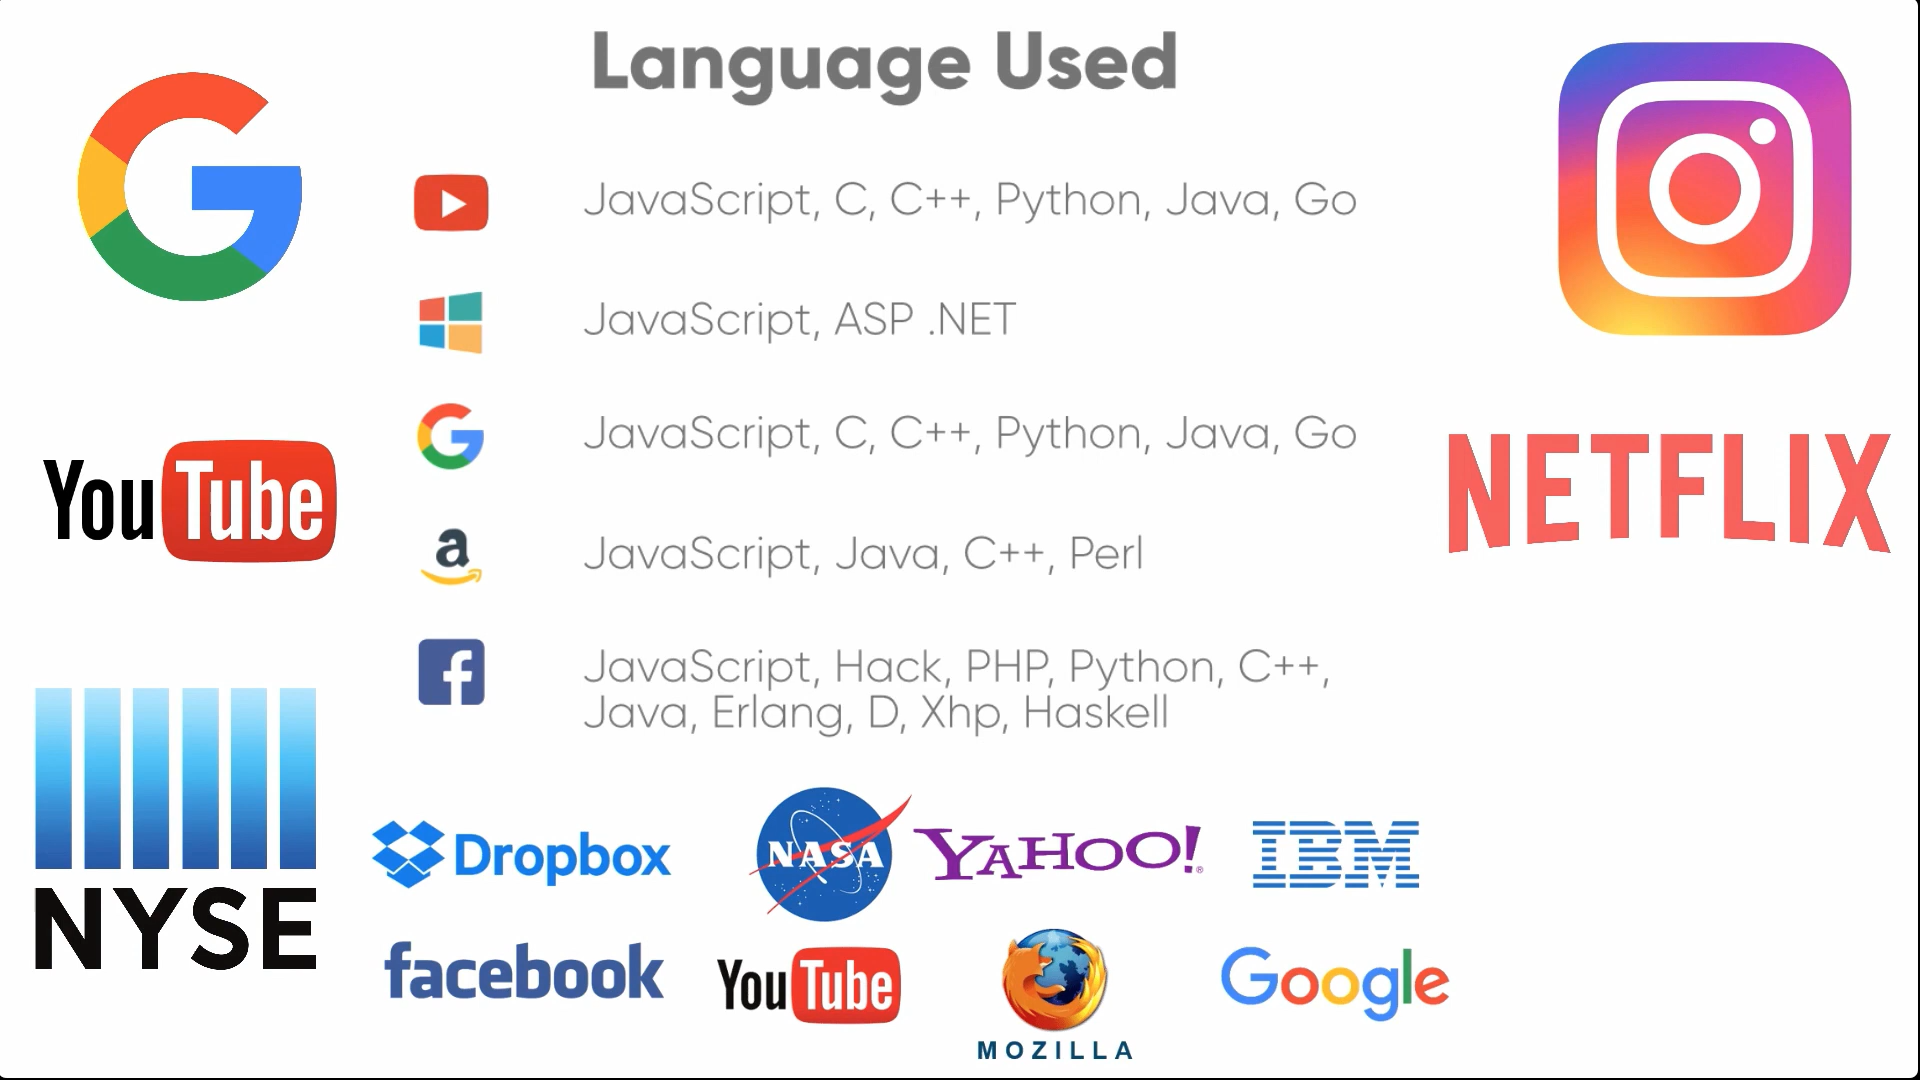 Language Used
JavaScript, C, C++, Python, Java, Go
JavaScript, ASP .NET
JavaScript, C, C++, Python, Java, Go
JavaScript, Java, C++, Perl
JavaScript, Hack, PHP, Python, C++,
Java, Erlang, D, Xhp, Haskell
YouTube
NETFLIX
NYSE
Dropbox
NASA
YAHOO!
IBM
facebook
YouTube
MOZILLA
Google